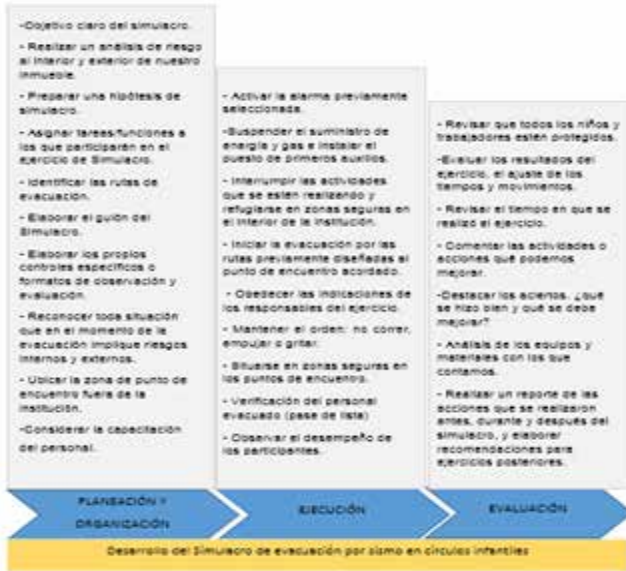 -Objetivo claro del simulacro.
- Realizar un análisis de riesgo
al interior y exterior de nuestro
inmueble.
- Preparar una hipótesis de
simulacro.
- Asignar tareas/funciones a
los que participarán en el
ejercicio de Simulacro.
- Identificar las rutas de
evacuación.
- Elaborar el guión del
Simulacro.
- Elaborar los propios
controles específicos o
formatos de observación y
evaluación.
- Reconocer toda situación
que en el momento de la
evacuación implique riesgos
internos y externos.
- Ubicar la zona de punto de
encuentro fuera de la
institución.
-Considerar la capacitación
del personal.
- Activar la alarma previamente
seleccionada.
-Suspender el suministro de
energía y gas e instalar el
puesto de primeros auxilios.
- Interrumpir las actividades
que se estén realizando y
refugiarse en zonas seguras en
el interior de la institución.
- Iniciar la evacuación por las
rutas previamente diseñadas al
punto de encuentro acordado.
- Obedecer las indicaciones de
los responsables del ejercicio.
- Mantener el orden: no correr,
empujar o gritar.
- Situarse en zonas seguras en
los puntos de encuentro.
- Verificación del personal
evacuado (pase de lista)
- Observar el desempeño de
los participantes.
- Revisar que todos los niños y
trabajadores estén protegidos.
-Evaluar los resultados del
ejercicio, el ajuste de los
tiempos y movimientos.
- Revisar el tiempo en que se
realizó el ejercicio.
- Comentar las actividades o
acciones qué podemos
mejorar.
-Destacar los aciertos. ¿qué
se hizo bien y qué se debe
mejorar?
- Análisis de los equipos y
materiales con los que
contamos.
- Realizar un reporte de las
acciones que se realizaron
antes, durante y después del
simulacro, y elaborar
recomendaciones para
ejercicios posteriores.
PLANEACIÓN Y
ORGANIZACIÓN
EJECUCIÓN
EVALUACIÓN
Desarrollo del Simulacro de evacuación por sismo en círculos infantiles